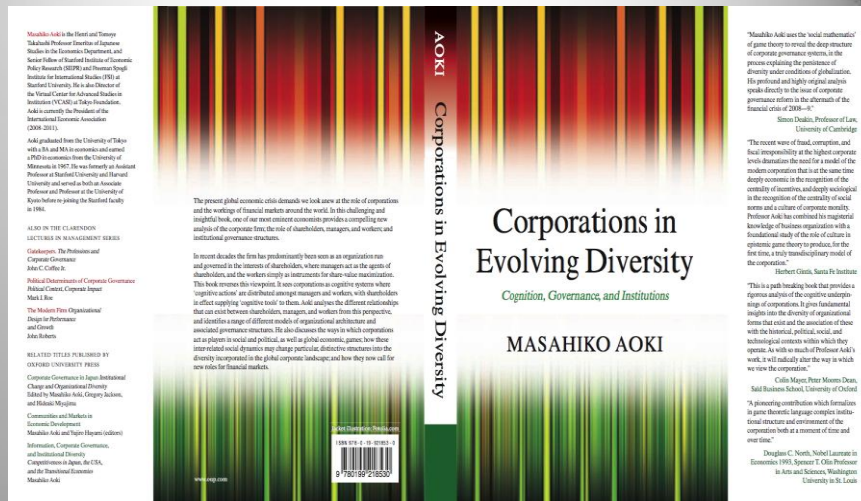 Masahiko Aoki is the Henri and Tomoye
Takahashi Professor Emeritus of Japanese
Studies in the Economics Department, and
Senior Fellow of Stanford Institute of Economic
Policy Research (SIEPR) and Freeman Spogli
Institute for International Studies (FSI) at
Stanford University. He is also Director of
the Virtual Center for Advanced Studies in
Institution (VCASI) at Tokyo Foundation.
Aoki is currently the President of the
International Economic Association
(2008-2011).
Aoki graduated from the University of Tokyo
with a BA and MA in economics and earned
a PhD in economics from the University of
Minnesota in 1967. He was formerly an Assistant
Professor at Stanford University and Harvard
University and served as both an Associate
Professor and Professor at the University of
Kyoto before re-joining the Stanford faculty
in 1984.
ALSO IN THE CLARENDON
LECTURES IN MANAGEMENT SERIES
Gatekeepers The Professions and
Corporate Governance
John C. Coffee Jr.
Political Determinants of Corporate Governance
Political Context, Corporate Impact
Mark J. Roe
The Modern Firm Organizational
Design for Performance
and Growth
John Roberts
RELATED TITLES PUBLISHED BY
OXFORD UNIVERSITY PRESS
Corporate Governance in Japan Institutional
Change and Organizational Diversity
Edited by Masahiko Aoki, Gregory Jackson,
and Hideaki Miyajima
Communities and Markets in
Economic Development
Masahiko Aoki and Yujiro Hayami (editors)
Information, Corporate Governance,
and Institutional Diversity
Competitiveness in Japan, the USA,
and the Transitional Economies
Masahiko Aoki
The present global economic crisis demands we look anew at the role of corporations
and the workings of financial markets around the world. In this challenging and
insightful book, one of our most eminent economists provides a compelling new
analysis of the corporate firm; the role of shareholders, managers, and workers; and
institutional governance structures.
In recent decades the firm has predominantly been seen as an organization run
and governed in the interests of shareholders, where managers act as the agents of
shareholders, and the workers simply as instruments for share-value maximization.
This book reverses this viewpoint. It sees corporations as cognitive systems where
'cognitive actions' are distributed amongst managers and workers, with shareholders
in effect supplying 'cognitive tools' to them. Aoki analyses the different relationships
that can exist between shareholders, managers, and workers from this perspective,
and identifies a range of different models of organizational architecture and
associated governance structures. He also discusses the ways in which corporations
act as players in social and political, as well as global economic, games; how these
inter-related social dynamics may change particular, distinctive structures into the
diversity incorporated in the global corporate landscape; and how they now call for
new roles for financial markets.
Jacket illustration: Fotolia.com
ISBN 978-0-19-921853-0
9 780199 218530
www.oup.com
AOKI Corporations in Evolving Diversity
Corporations in
Evolving Diversity
Cognition, Governance, and Institutions
MASAHIKO AOKI
"Masahiko Aoki uses the 'social mathematics'
of game theory to reveal the deep structure
of corporate governance systems, in the
process explaining the persistence of
diversity under conditions of globalization.
His profound and highly original analysis
speaks directly to the issue of corporate
governance reform in the aftermath of the
financial crisis of 2008—9."
Simon Deakin, Professor of Law,
University of Cambridge
"The recent wave of fraud, corruption, and
fiscal irresponsibility at the highest corporate
levels dramatizes the need for a model of the
modern corporation that is at the same time
deeply economic in the recognition of the
centrality of incentives, and deeply sociological
in the recognition of the centrality of social
norms and a culture of corporate morality.
Professor Aoki has combined his magisterial
knowledge of business organization with a
foundational study of the role of culture in
epistemic game theory to produce, for the
first time, a truly transdisciplinary model of
the corporation."
Herbert Gintis, Santa Fe Institute
"This is a path breaking book that provides a
rigorous analysis of the cognitive underpin-
nings of corporations. It gives fundamental
insights into the diversity of organizational
forms that exist and the association of these
with the historical, political, social, and
technological contexts within which they
operate. As with so much of Professor Aoki's
work, it will radically alter the way in which
we view the corporation."
Colin Mayer, Peter Moores Dean,
Saïd Business School, University of Oxford
"A pioneering contribution which formalizes
in game theoretic language complex institu-
tional structure and environment of the
corporation both at a moment of time and
over time."
Douglass C. North, Nobel Laureate in
Economics 1993, Spencer T. Olin Professor
in Arts and Sciences, Washington
University in St. Louis